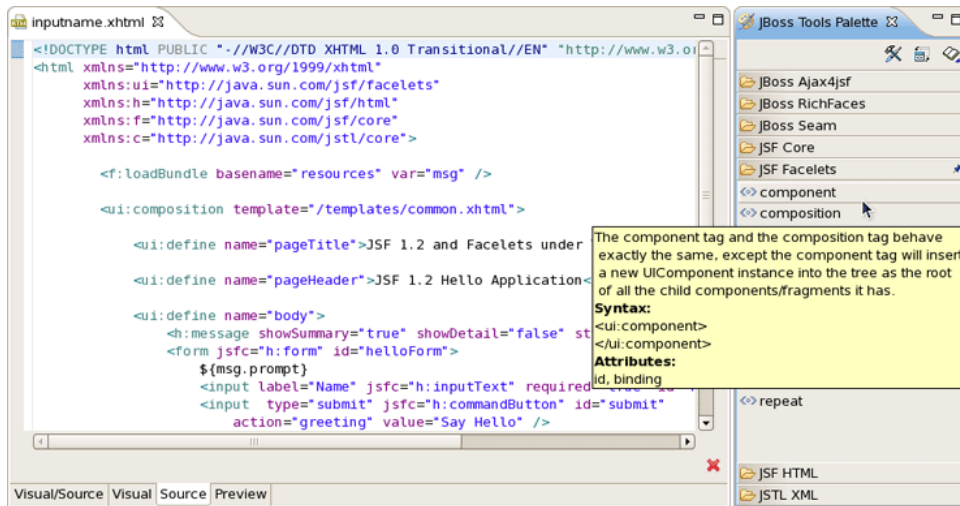 inputname.xhtml
<!DOCTYPE html PUBLIC "-//W3C//DTD XHTML 1.0 Transitional//EN" "http://www.w3.o
<html xmlns="http://www.w3.org/1999/xhtml"
xmlns:ui="http://java.sun.com/jsf/facelets"
xmlns:h="http://java.sun.com/jsf/html"
xmlns:f="http://java.sun.com/jsf/core"
xmlns:c="http://java.sun.com/jstl/core">
<f:loadBundle basename="resources" var="msg" />
<ui:composition template="/templates/common.xhtml">
<ui:define name="pageTitle">JSF 1.2 and Facelets under
<ui:define name="pageHeader">JSF 1.2 Hello Application<
<ui:define name="body">
<h:message showSummary="true" showDetail="false" st
<form jsfc="h:form" id="helloForm">
${msg.prompt}
<input label="Name" jsfc="h:inputText" required
<input type="submit" jsfc="h:commandButton" id="submit"
action="greeting" value="Say Hello" />
Visual/Source
Visual
Source
Preview
JBoss Tools Palette
JBoss Ajax4jsf
JBoss RichFaces
JBoss Seam
JSF Core
JSF Facelets
component
composition
The component tag and the composition tag behave
exactly the same, except the component tag will insert
a new UIComponent instance into the tree as the root
of all the child components/fragments it has.
Syntax:
<ui:component>
</ui:component>
Attributes:
id, binding
repeat
JSF HTML
JSTL XML